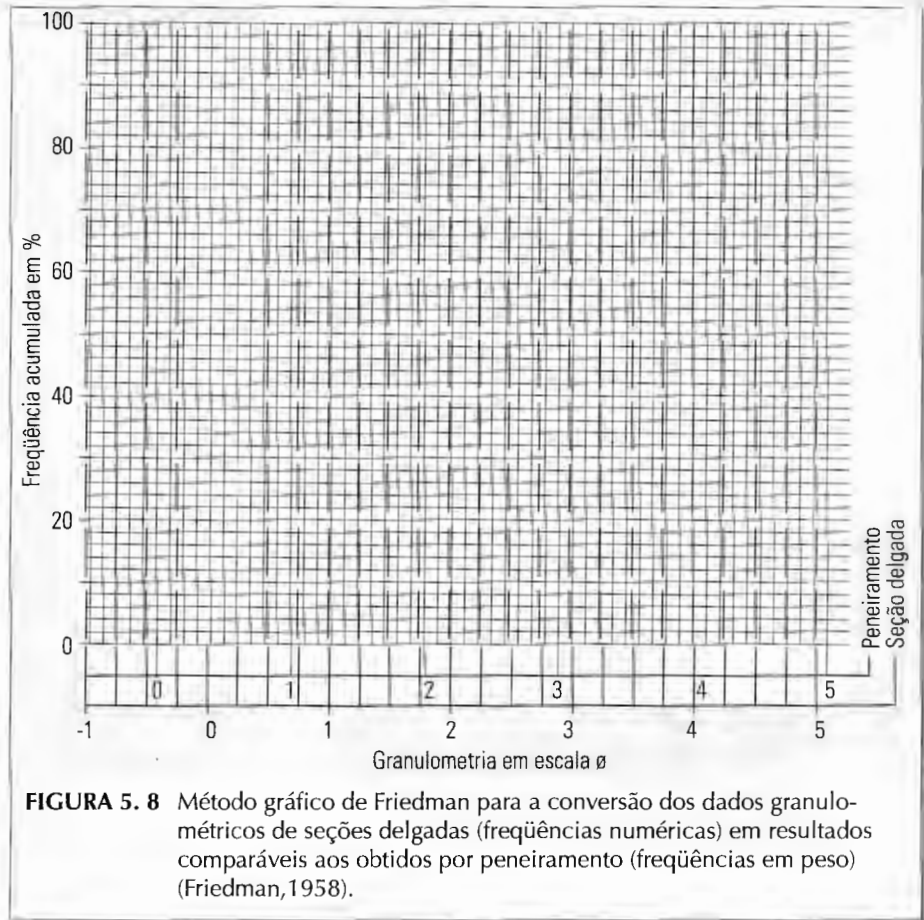 100
80
60
40
20
0
Freqüência acumulada em %
Peneiramento
Seção delgada
0 1 2 3 4 5
-1 0 1 2 3 4 5
Granulometria em escala ø
FIGURA 5. 8 Método gráfico de Friedman para a conversão dos dados granulo-
métricos de seções delgadas (freqüências numéricas) em resultados
comparáveis aos obtidos por peneiramento (freqüências em peso)
(Friedman,1958).